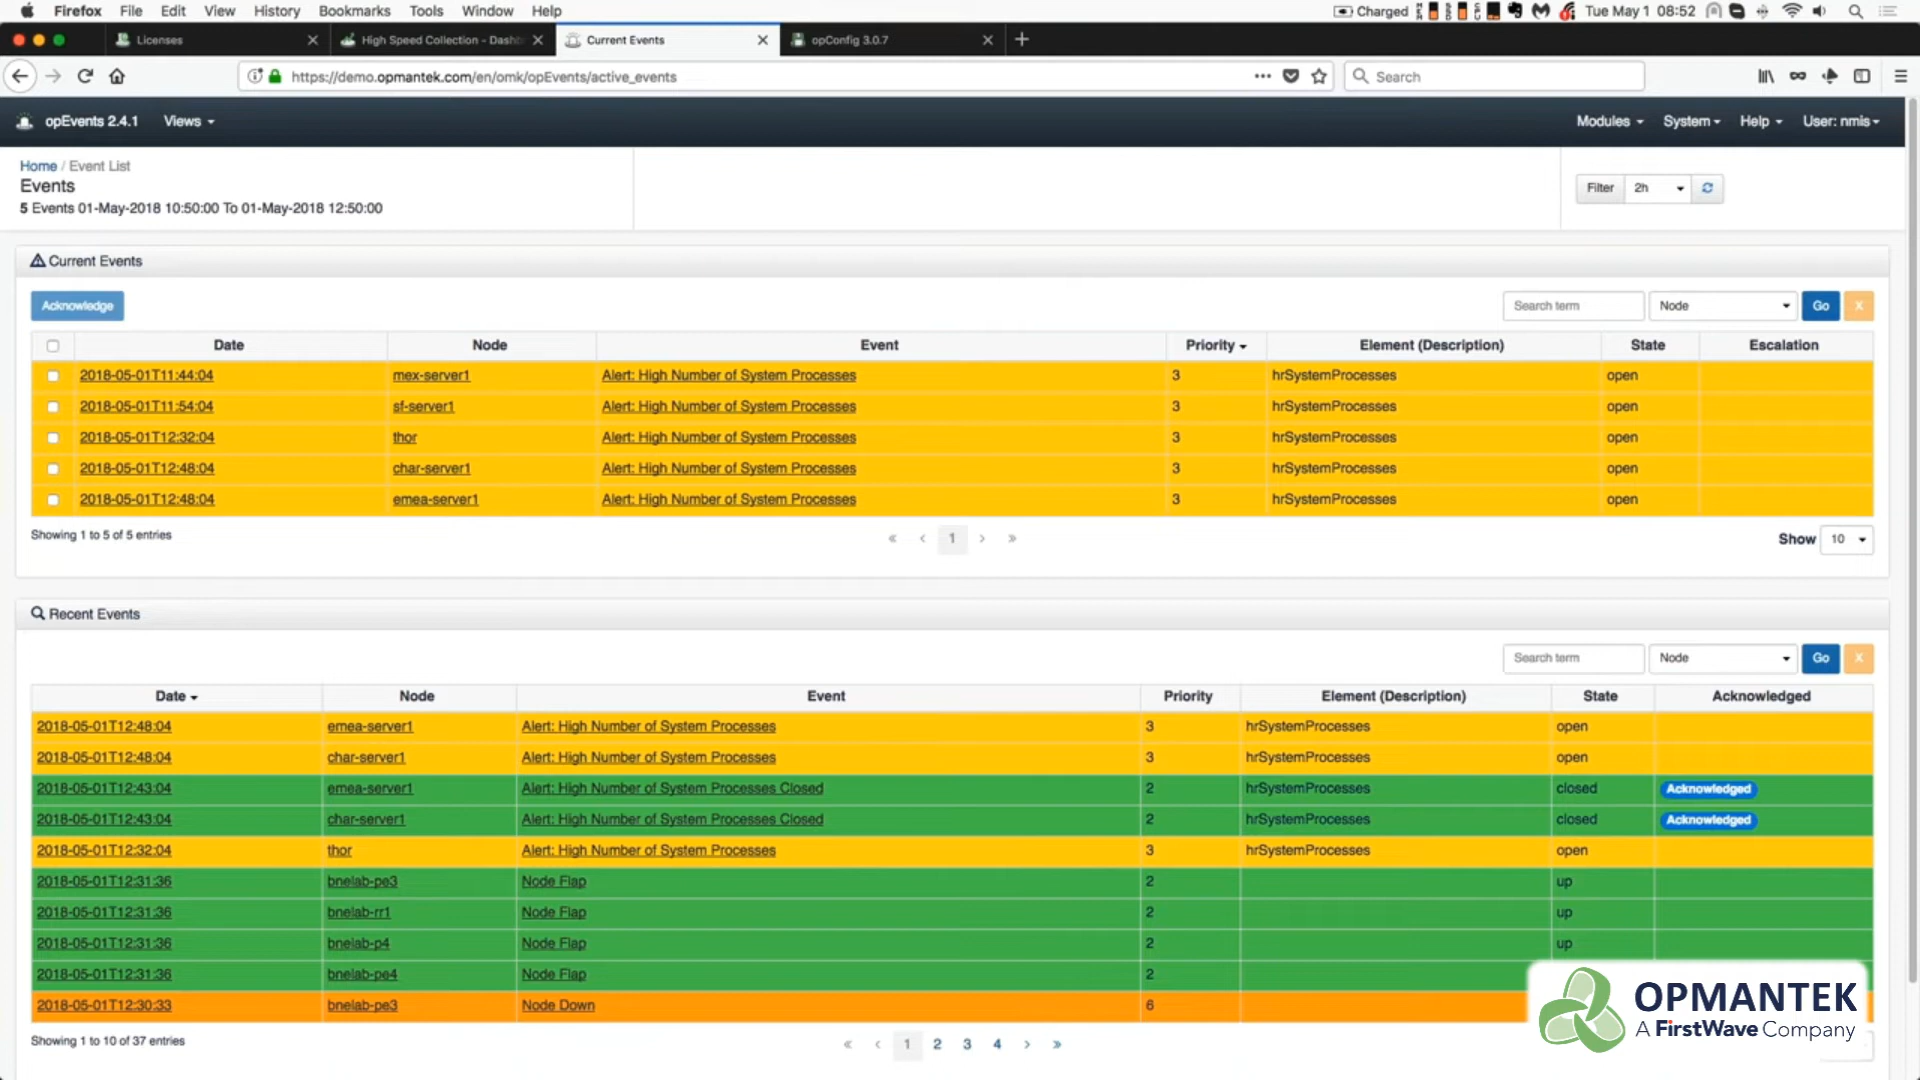 Firefox File Edit View History Bookmarks Tools Window Help Charged Tue May 1 08:52
Licenses High Speed Collection - Dashb Current Events opConfig 3.0.7
https://demo.opmantek.com/en/omk/opEvents/active_events Search
opEvents 2.4.1 Views Modules System Help User: nmis
Home / Event List
Events
5 Events 01-May-2018 10:50:00 To 01-May-2018 12:50:00
Filter 2h
Current Events
Acknowledge Search term Node Go X
Date Node Event Priority Element (Description) State Escalation
2018-05-01T11:44:04 mex-server1 Alert: High Number of System Processes 3 hrSystemProcesses open
2018-05-01T11:54:04 sf-server1 Alert: High Number of System Processes 3 hrSystemProcesses open
2018-05-01T12:32:04 thor Alert: High Number of System Processes 3 hrSystemProcesses open
2018-05-01T12:48:04 char-server1 Alert: High Number of System Processes 3 hrSystemProcesses open
2018-05-01T12:48:04 emea-server1 Alert: High Number of System Processes 3 hrSystemProcesses open
Showing 1 to 5 of 5 entries « ‹ 1 › » Show 10
Recent Events
Search term Node Go X
Date Node Event Priority Element (Description) State Acknowledged
2018-05-01T12:48:04 emea-server1 Alert: High Number of System Processes 3 hrSystemProcesses open
2018-05-01T12:48:04 char-server1 Alert: High Number of System Processes 3 hrSystemProcesses open
2018-05-01T12:43:04 emea-server1 Alert: High Number of System Processes Closed 2 hrSystemProcesses closed Acknowledged
2018-05-01T12:43:04 char-server1 Alert: High Number of System Processes Closed 2 hrSystemProcesses closed Acknowledged
2018-05-01T12:32:04 thor Alert: High Number of System Processes 3 hrSystemProcesses open
2018-05-01T12:31:36 bnelab-pe3 Node Flap 2 up
2018-05-01T12:31:36 bnelab-rr1 Node Flap 2 up
2018-05-01T12:31:36 bnelab-p4 Node Flap 2 up
2018-05-01T12:31:36 bnelab-pe4 Node Flap 2
2018-05-01T12:30:33 bnelab-pe3 Node Down 6
Showing 1 to 10 of 37 entries « ‹ 1 2 3 4 › »
OPMANTEK
A FirstWave Company